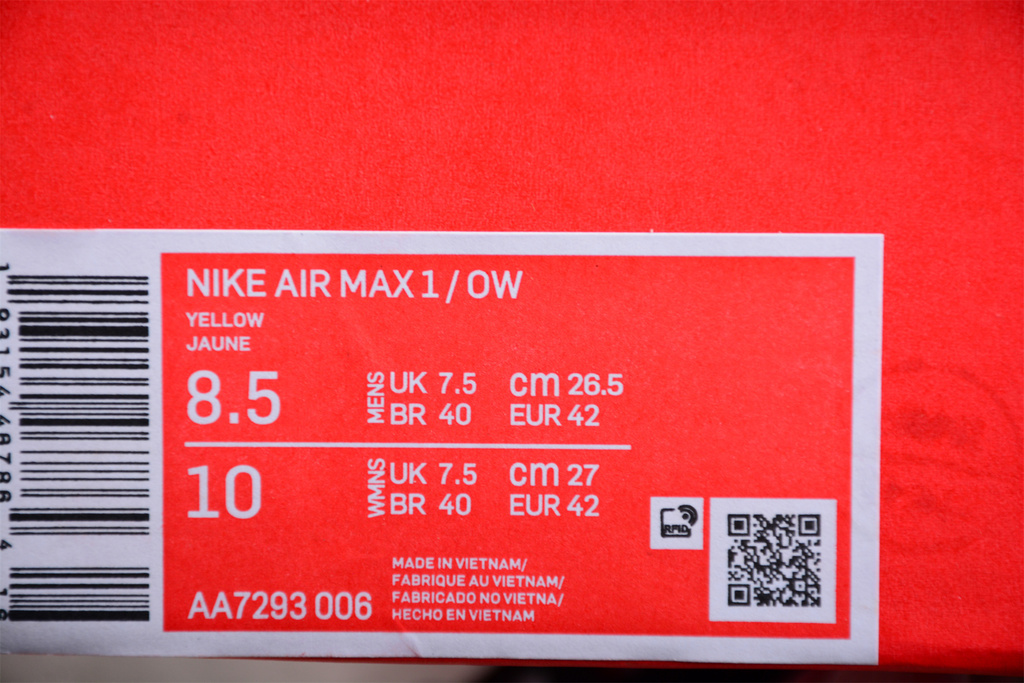 NIKE AIR MAX 1 / OW
YELLOW
JAUNE
8.5
MENS
UK 7.5 cm 26.5
BR 40 EUR 42
10
WMNS
UK 7.5 cm 27
BR 40 EUR 42
RFID
MADE IN VIETNAM/
FABRIQUE AU VIETNAM/
FABRICADO NO VIETNA/
HECHO EN VIETNAM
AA7293 006